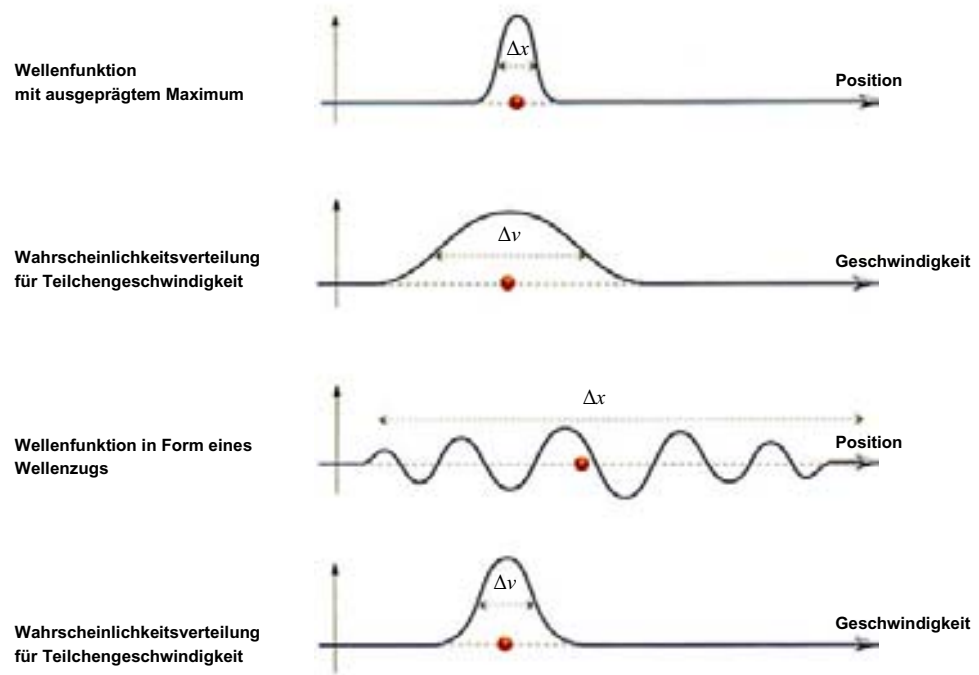 Δx
Wellenfunktion
mit ausgeprägtem Maximum
Position
Δv
Wahrscheinlichkeitsverteilung
für Teilchengeschwindigkeit
Geschwindigkeit
Δx
Wellenfunktion in Form eines
Wellenzugs
Position
Δv
Wahrscheinlichkeitsverteilung
für Teilchengeschwindigkeit
Geschwindigkeit